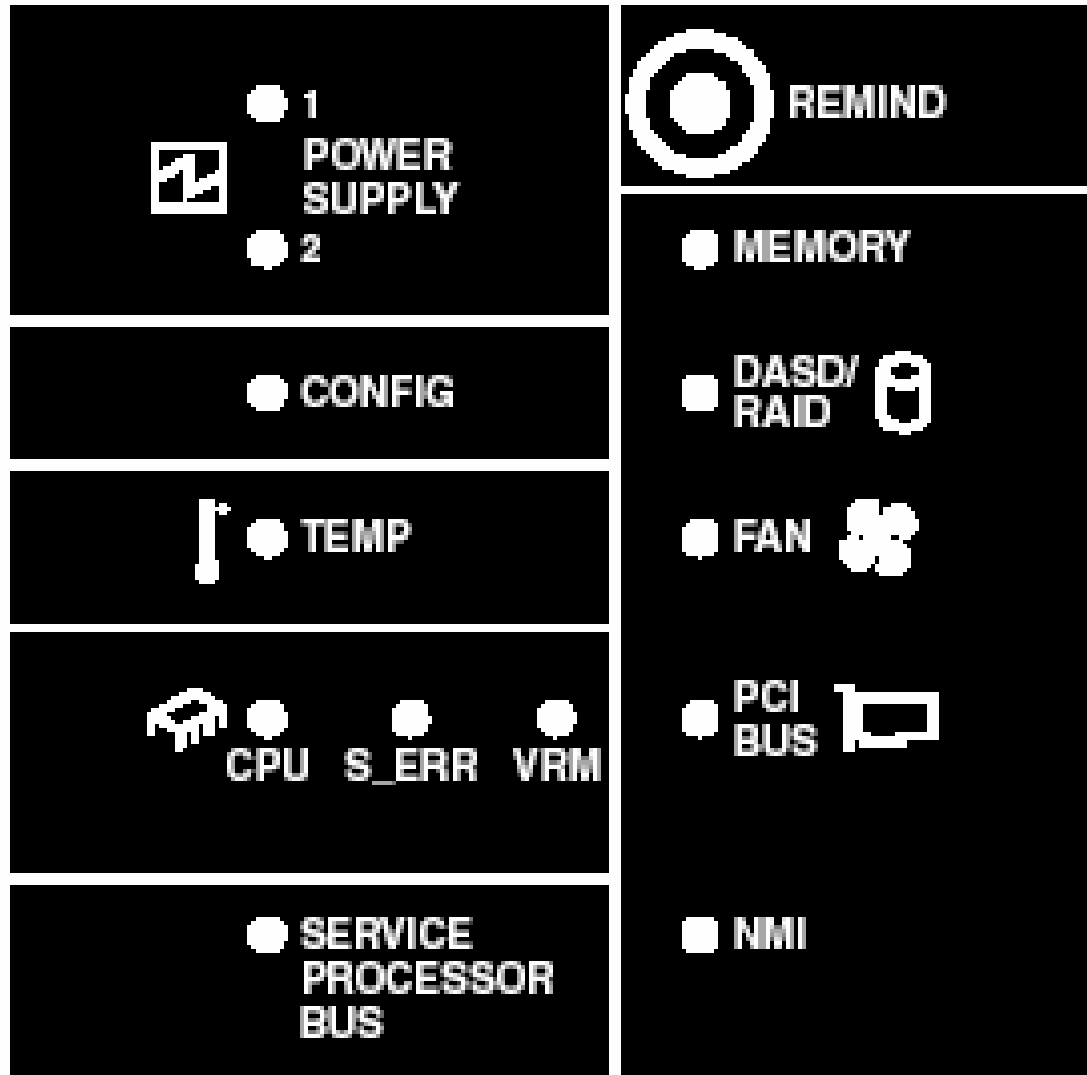 1
POWER
SUPPLY
2
CONFIG
TEMP
CPU S_ERR VRM
SERVICE
PROCESSOR
BUS
REMIND
MEMORY
DASD/
RAID
FAN
PCI
BUS
NMI